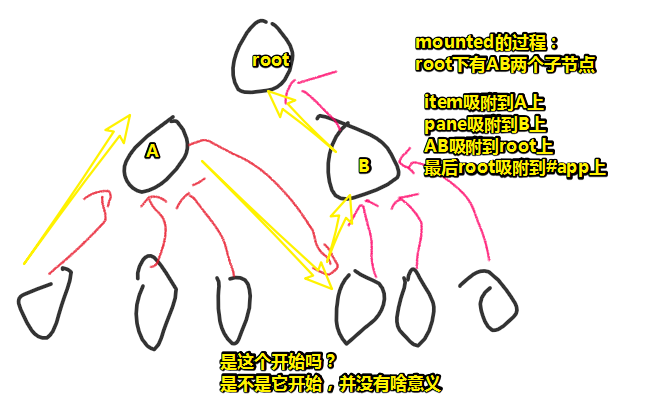 root
mounted的过程：
root下有AB两个子节点
item吸附到A上
pane吸附到B上
AB吸附到root上
最后root吸附到#app上
A
B
是这个开始吗？
是不是它开始，并没有啥意义